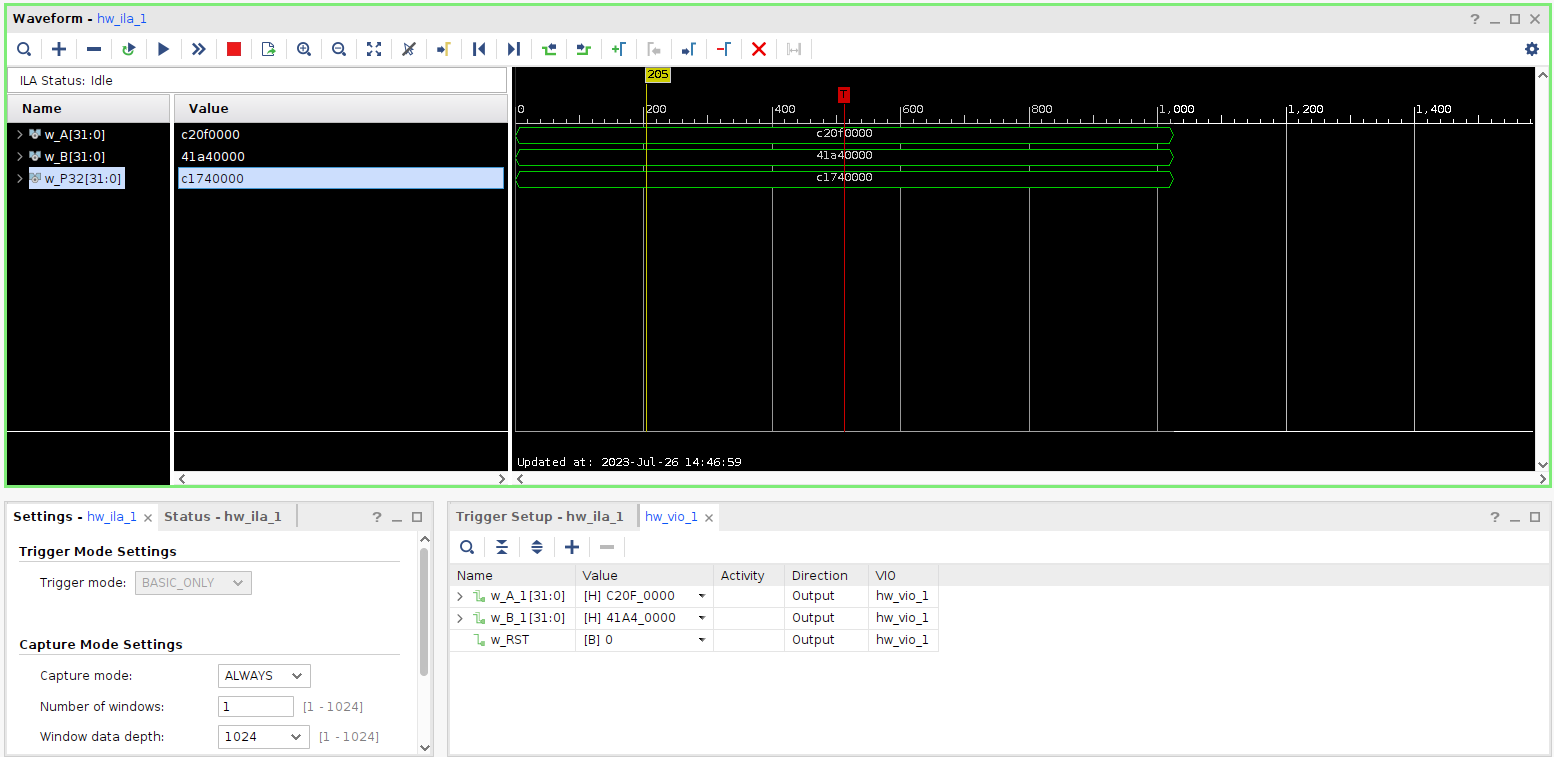 Waveform - hw_ila_1
ILA Status: Idle
205
Name Value
T
0 200 400 600 800 1,000 1,200 1,400
w_A[31:0] c20f0000 c20f0000
w_B[31:0] 41a40000 41a40000
w_P32[31:0] c1740000 c1740000
Updated at: 2023-Jul-26 14:46:59
Settings - hw_ila_1 Status - hw_ila_1
Trigger Mode Settings
Trigger mode: BASIC_ONLY
Capture Mode Settings
Capture mode: ALWAYS
Number of windows: 1 [1 - 1024]
Window data depth: 1024 [1 - 1024]
Trigger Setup - hw_ila_1 hw_vio_1
Name Value Activity Direction VIO
w_A_1[31:0] [H] C20F_0000 Output hw_vio_1
w_B_1[31:0] [H] 41A4_0000 Output hw_vio_1
w_RST [B] 0 Output hw_vio_1